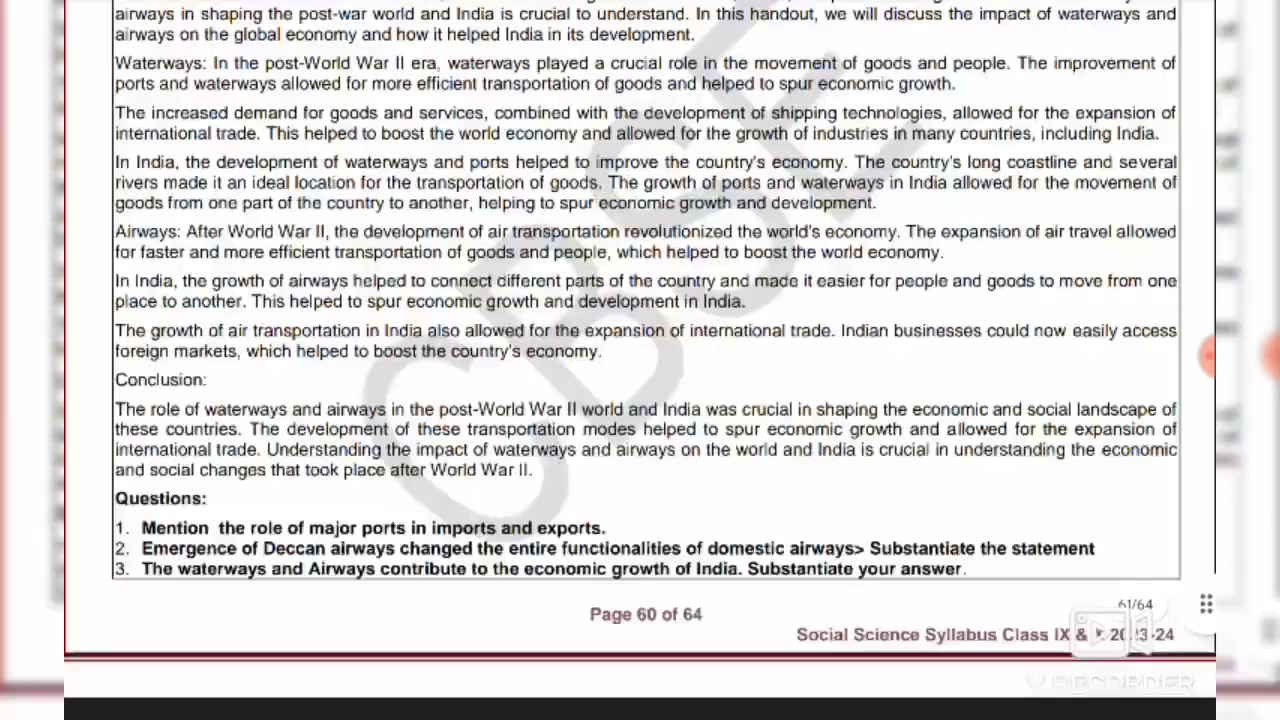 airways in shaping the post-war world and India is crucial to understand. In this handout, we will discuss the impact of waterways and
airways on the global economy and how it helped India in its development.
Waterways: In the post-World War II era, waterways played a crucial role in the movement of goods and people. The improvement of
ports and waterways allowed for more efficient transportation of goods and helped to spur economic growth.
The increased demand for goods and services, combined with the development of shipping technologies, allowed for the expansion of
international trade. This helped to boost the world economy and allowed for the growth of industries in many countries, including India.
In India, the development of waterways and ports helped to improve the country's economy. The country's long coastline and several
rivers made it an ideal location for the transportation of goods. The growth of ports and waterways in India allowed for the movement of
goods from one part of the country to another, helping to spur economic growth and development.
Airways: After World War II, the development of air transportation revolutionized the world's economy. The expansion of air travel allowed
for faster and more efficient transportation of goods and people, which helped to boost the world economy.
In India, the growth of airways helped to connect different parts of the country and made it easier for people and goods to move from one
place to another. This helped to spur economic growth and development in India.
The growth of air transportation in India also allowed for the expansion of international trade. Indian businesses could now easily access
foreign markets, which helped to boost the country's economy.
Conclusion:
The role of waterways and airways in the post-World War II world and India was crucial in shaping the economic and social landscape of
these countries. The development of these transportation modes helped to spur economic growth and allowed for the expansion of
international trade. Understanding the impact of waterways and airways on the world and India is crucial in understanding the economic
and social changes that took place after World War II.
Questions:
1. Mention the role of major ports in imports and exports.
2. Emergence of Deccan airways changed the entire functionalities of domestic airways> Substantiate the statement
3. The waterways and Airways contribute to the economic growth of India. Substantiate your answer.
61/64
Page 60 of 64
Social Science Syllabus Class IX & 2023-24
CBSE
RECORDER